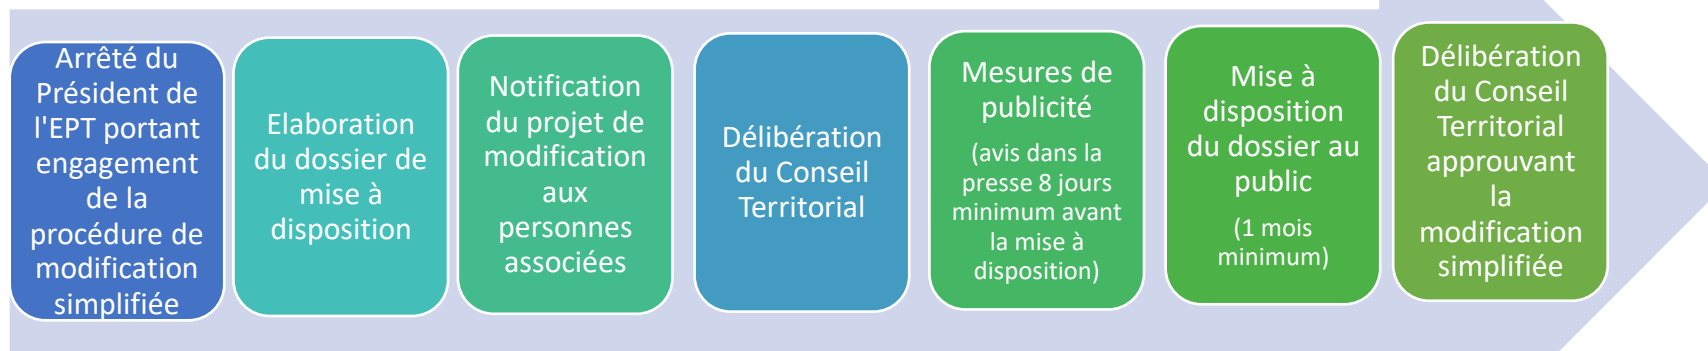 Arrêté du
Président de
l'EPT portant
engagement
de la
procédure de
modification
simplifiée
Elaboration
du dossier de
mise à
disposition
Notification
du projet de
modification
aux
personnes
associées
Délibération
du Conseil
Territorial
Mesures de
publicité
(avis dans la
presse 8 jours
minimum avant
la mise à
disposition)
Mise à
disposition
du dossier au
public
(1 mois
minimum)
Délibération
du Conseil
Territorial
approuvant
la
modification
simplifiée